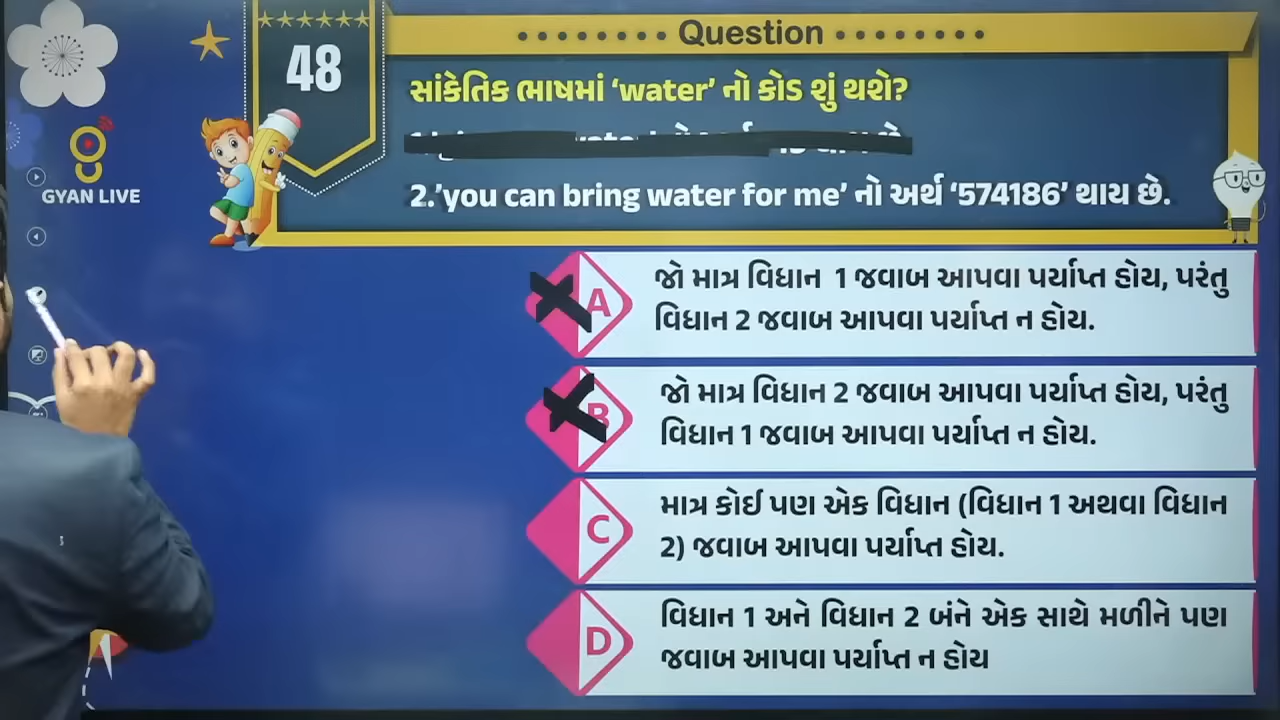 Question
48
સાંકેતિક ભાષમાં ‘water’ નો કોડ શું થશે?
2.’you can bring water for me’ નો અર્થ ‘574186’ થાય છે.
GYAN LIVE
A
જો માત્ર વિધાન 1 જવાબ આપવા પર્યાપ્ત હોય, પરંતુ
વિધાન 2 જવાબ આપવા પર્યાપ્ત ન હોય.
B
જો માત્ર વિધાન 2 જવાબ આપવા પર્યાપ્ત હોય, પરંતુ
વિધાન 1 જવાબ આપવા પર્યાપ્ત ન હોય.
C
માત્ર કોઈ પણ એક વિધાન (વિધાન 1 અથવા વિધાન
2) જવાબ આપવા પર્યાપ્ત હોય.
D
વિધાન 1 અને વિધાન 2 બંને એક સાથે મળીને પણ
જવાબ આપવા પર્યાપ્ત ન હોય